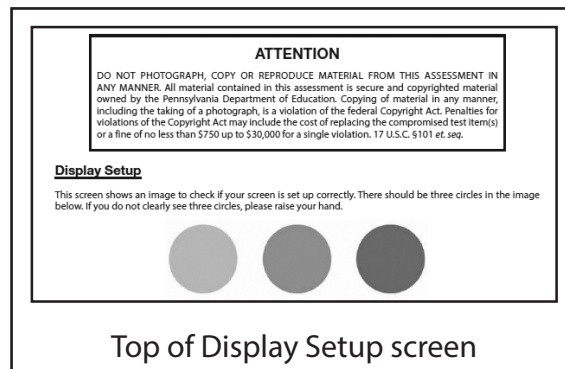 ATTENTION
DO NOT PHOTOGRAPH, COPY OR REPRODUCE MATERIAL FROM THIS ASSESSMENT IN
ANY MANNER. All material contained in this assessment is secure and copyrighted material
owned by the Pennsylvania Department of Education. Copying of material in any manner,
including the taking of a photograph, is a violation of the federal Copyright Act. Penalties for
violations of the Copyright Act may include the cost of replacing the compromised test item(s)
or a fine of no less than $750 up to $30,000 for a single violation. 17 U.S.C. §101 et. seq.
Display Setup
This screen shows an image to check if your screen is set up correctly. There should be three circles in the image
below. If you do not clearly see three circles, please raise your hand.
Top of Display Setup screen